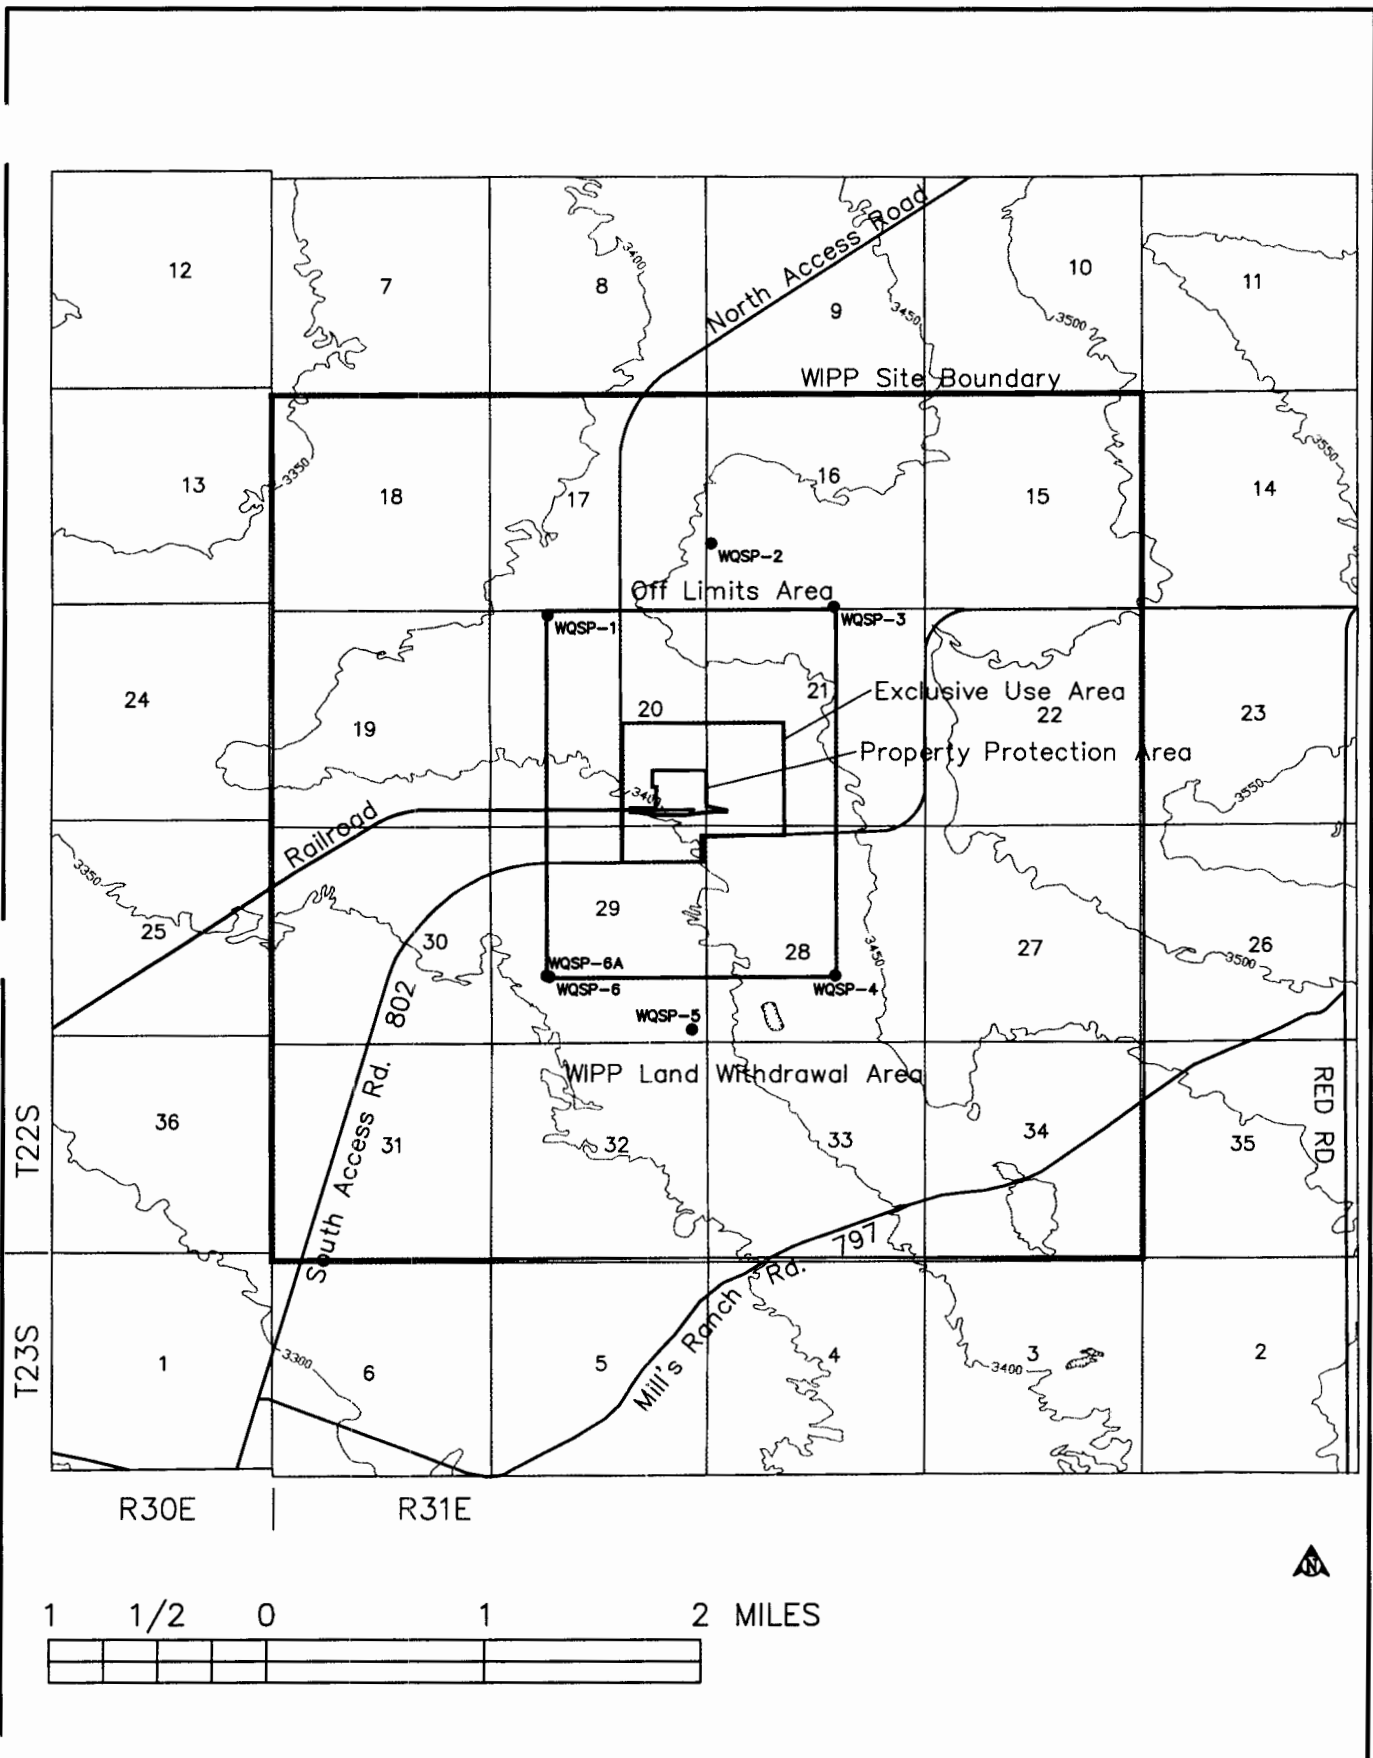 North Access Road
12
7
8
3400
9
3450
10
3500
11
WIPP Site Boundary
13
3350
18
17
16
15
3550
14
WQSP-2
Off Limits Area
WQSP-1
WQSP-3
24
19
20
21
Exclusive Use Area
22
23
Property Protection Area
3400
3550
Railroad
3350
25
30
29
28
3450
27
26
3500
WQSP-6A
WQSP-6
WQSP-4
802
WQSP-5
WIPP Land Withdrawal Area
T22S
36
South Access Rd.
31
32
33
34
35
RED RD
797
Mill's Ranch Rd.
T23S
1
3300
6
5
4
3400
3
2
R30E
R31E
N
1 1/2 0 1 2 MILES